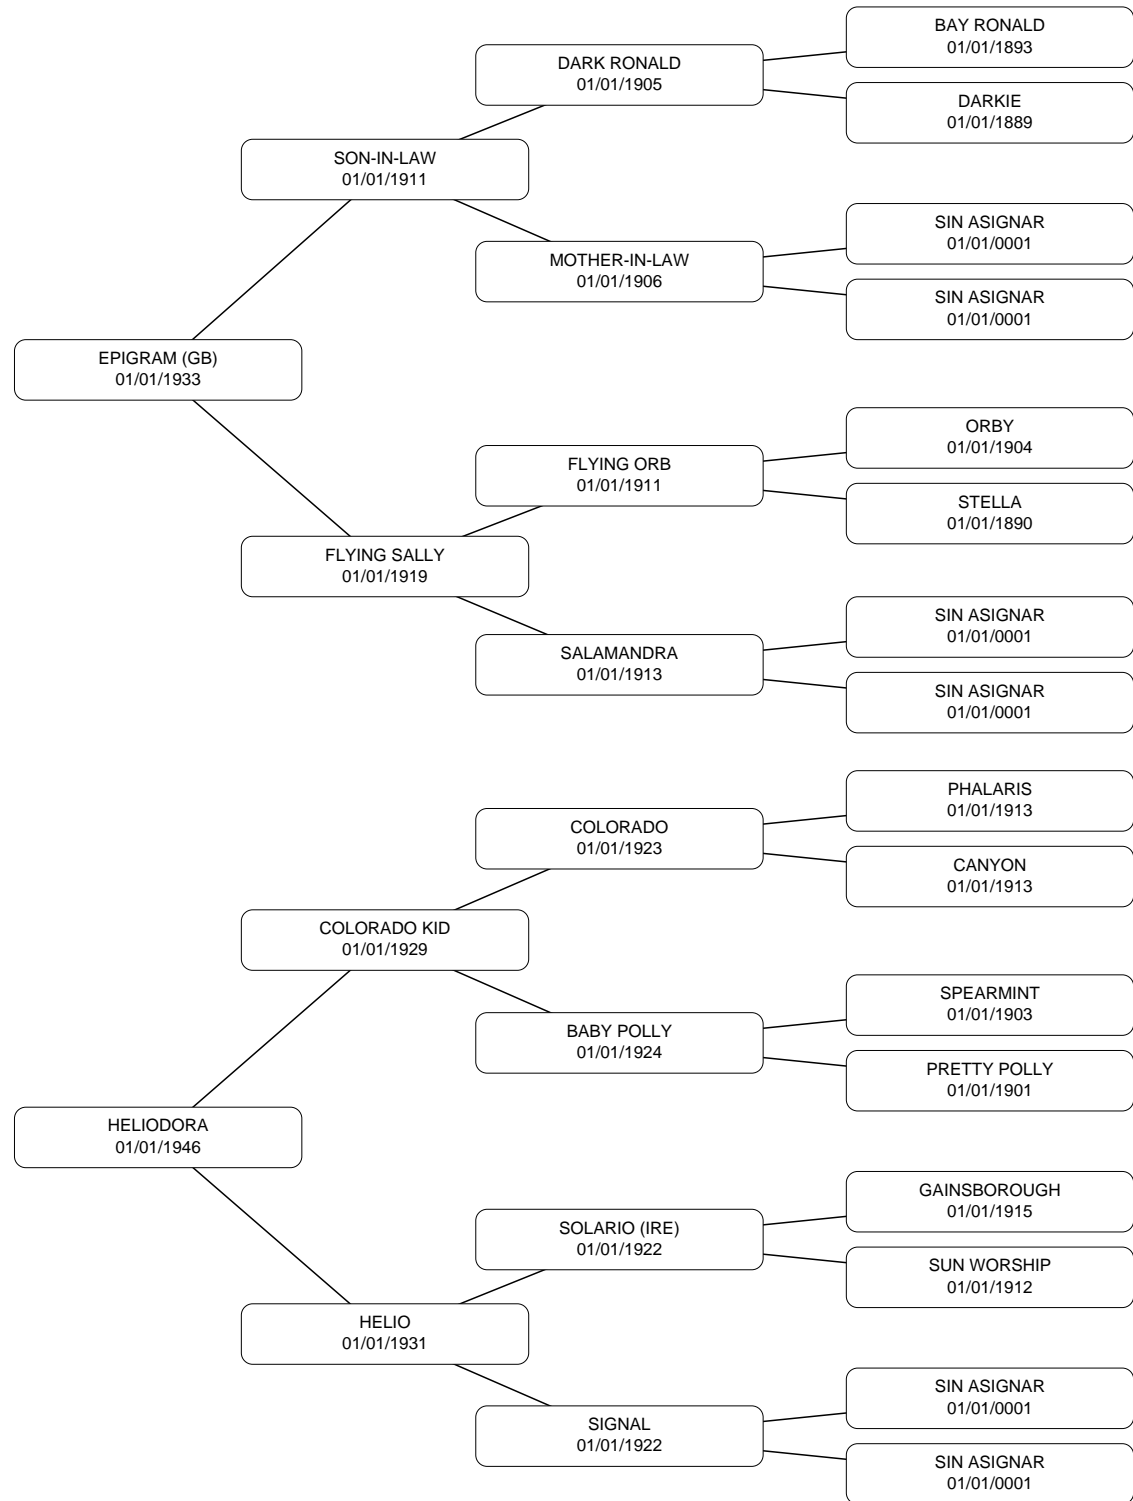 BAY RONALD
01/01/1893
DARK RONALD
01/01/1905
DARKIE
01/01/1889
SON-IN-LAW
01/01/1911
SIN ASIGNAR
01/01/0001
MOTHER-IN-LAW
01/01/1906
SIN ASIGNAR
01/01/0001
EPIGRAM (GB)
01/01/1933
ORBY
01/01/1904
FLYING ORB
01/01/1911
STELLA
01/01/1890
FLYING SALLY
01/01/1919
SIN ASIGNAR
01/01/0001
SALAMANDRA
01/01/1913
SIN ASIGNAR
01/01/0001
PHALARIS
01/01/1913
COLORADO
01/01/1923
CANYON
01/01/1913
COLORADO KID
01/01/1929
SPEARMINT
01/01/1903
BABY POLLY
01/01/1924
PRETTY POLLY
01/01/1901
HELIODORA
01/01/1946
GAINSBOROUGH
01/01/1915
SOLARIO (IRE)
01/01/1922
SUN WORSHIP
01/01/1912
HELIO
01/01/1931
SIN ASIGNAR
01/01/0001
SIGNAL
01/01/1922
SIN ASIGNAR
01/01/0001